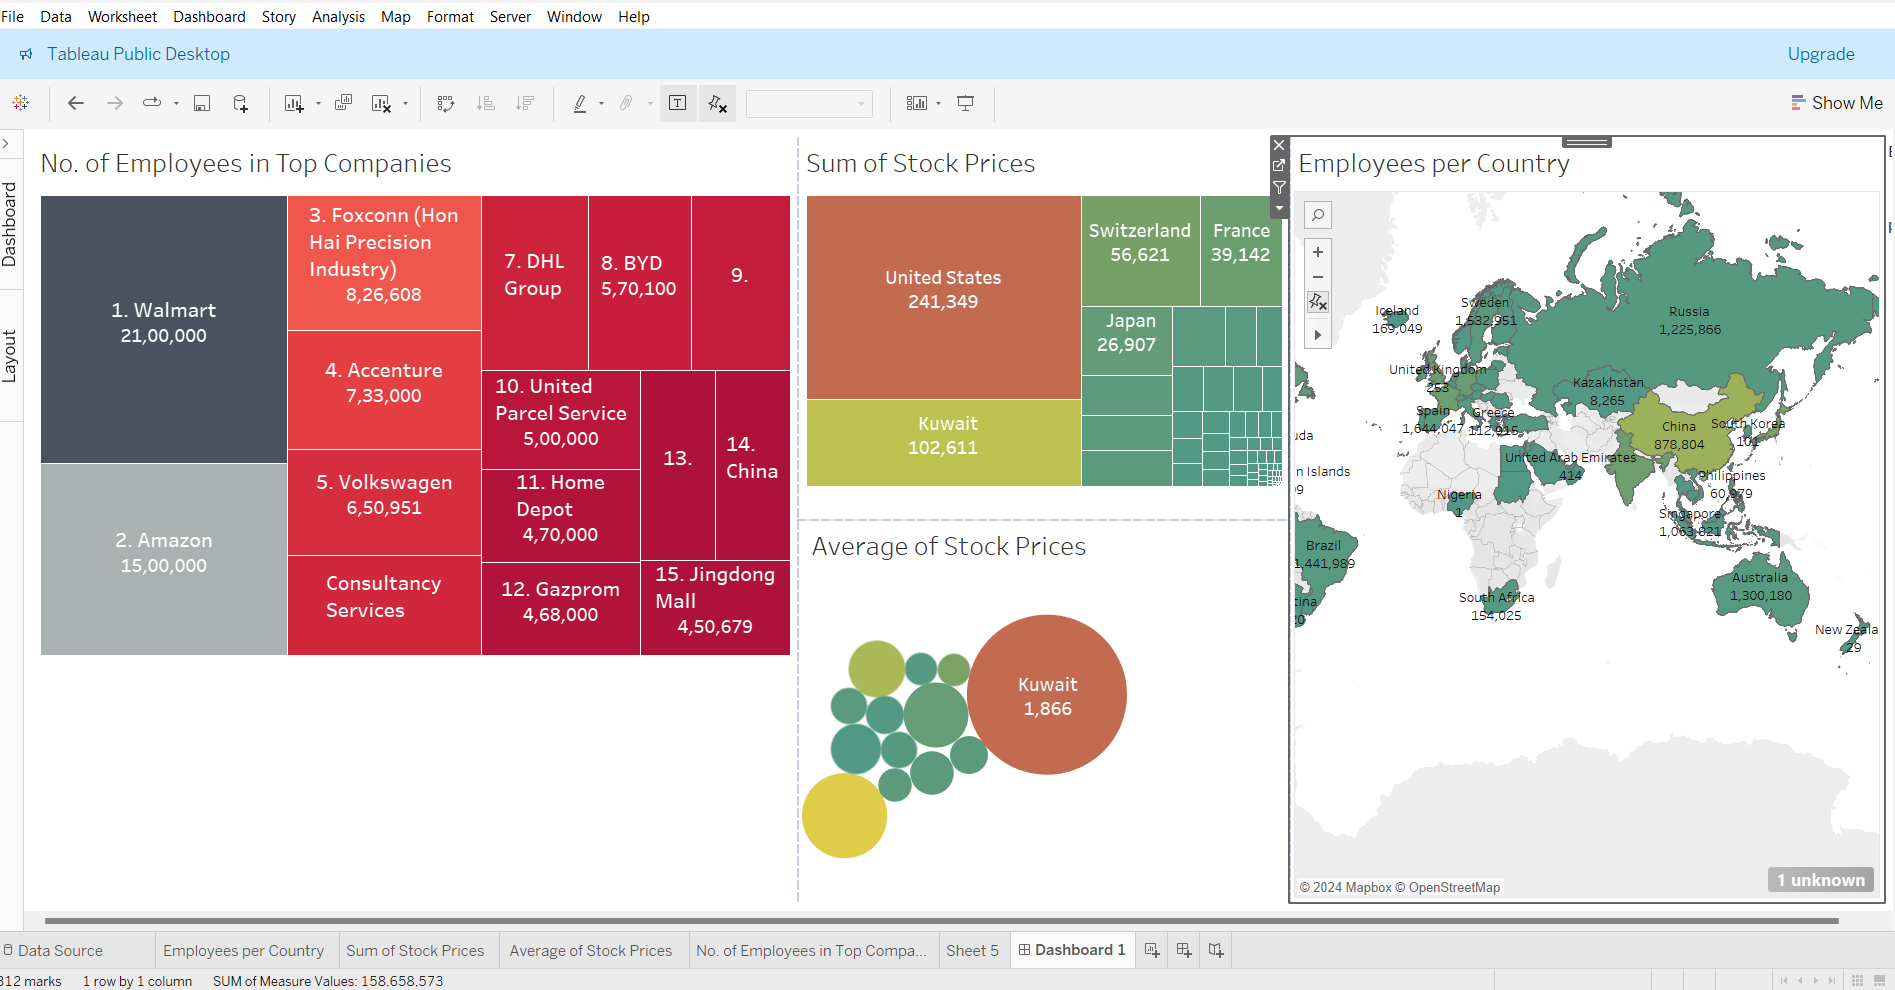 File Data Worksheet Dashboard Story Analysis Map Format Server Window Help
Tableau Public Desktop
Upgrade
Show Me
Dashboard
Layout
No. of Employees in Top Companies
1. Walmart
21,00,000
2. Amazon
15,00,000
3. Foxconn (Hon
Hai Precision
Industry)
8,26,608
4. Accenture
7,33,000
5. Volkswagen
6,50,951
Consultancy
Services
7. DHL
Group
8. BYD
5,70,100
9.
10. United
Parcel Service
5,00,000
11. Home
Depot
4,70,000
12. Gazprom
4,68,000
13.
14.
China
15. Jingdong
Mall
4,50,679
Sum of Stock Prices
United States
241,349
Kuwait
102,611
Switzerland
56,621
France
39,142
Japan
26,907
Average of Stock Prices
Kuwait
1,866
Employees per Country
Iceland
169,049
Sweden
1,532,951
Russia
1,225,866
United Kingdom
253
Kazakhstan
8,265
Spain
1,644,047
Greece
112,915
China
878,804
South Korea
101
uda
United Arab Emirates
414
n Islands
9
Philippines
60,979
Nigeria
1
Singapore
1,063,821
Brazil
1,441,989
tina
20
South Africa
154,025
Australia
1,300,180
New Zeala
29
© 2024 Mapbox © OpenStreetMap
1 unknown
Data Source
Employees per Country
Sum of Stock Prices
Average of Stock Prices
No. of Employees in Top Compa...
Sheet 5
Dashboard 1
312 marks
1 row by 1 column
SUM of Measure Values: 158,658,573